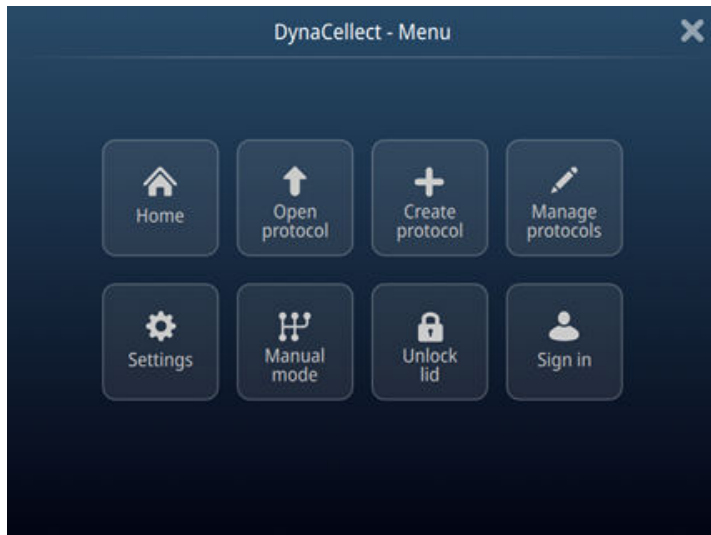 DynaCellect - Menu
Home
Open
protocol
Create
protocol
Manage
protocols
Settings
Manual
mode
Unlock
lid
Sign in